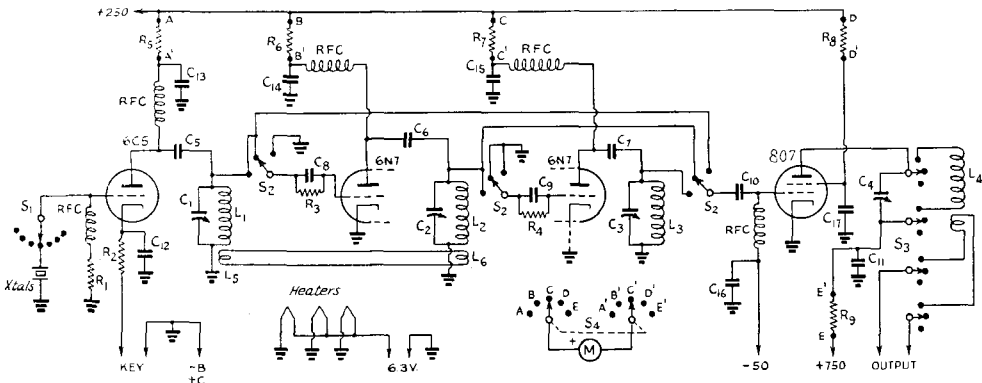 +250
A B C D
R5 R6 R7 R8
A' B' C' D'
RFC RFC
C13 C14 C15
RFC
6C5 C5 C6 C7 807
6N7 6N7
S2 C8 S2 C9 S2 C10
R3 R4
S1 RFC
C1 L1 C2 L2 C3 L3
C4 L4
RFC C17 S3
R2 C12 C11
Xtals R1
L5 L6
C16
Heaters
A B C D E
A' B' C' D' E'
S4
+ M
E' R9 E
KEY -B +C 6.3V. -50 +750 OUTPUT